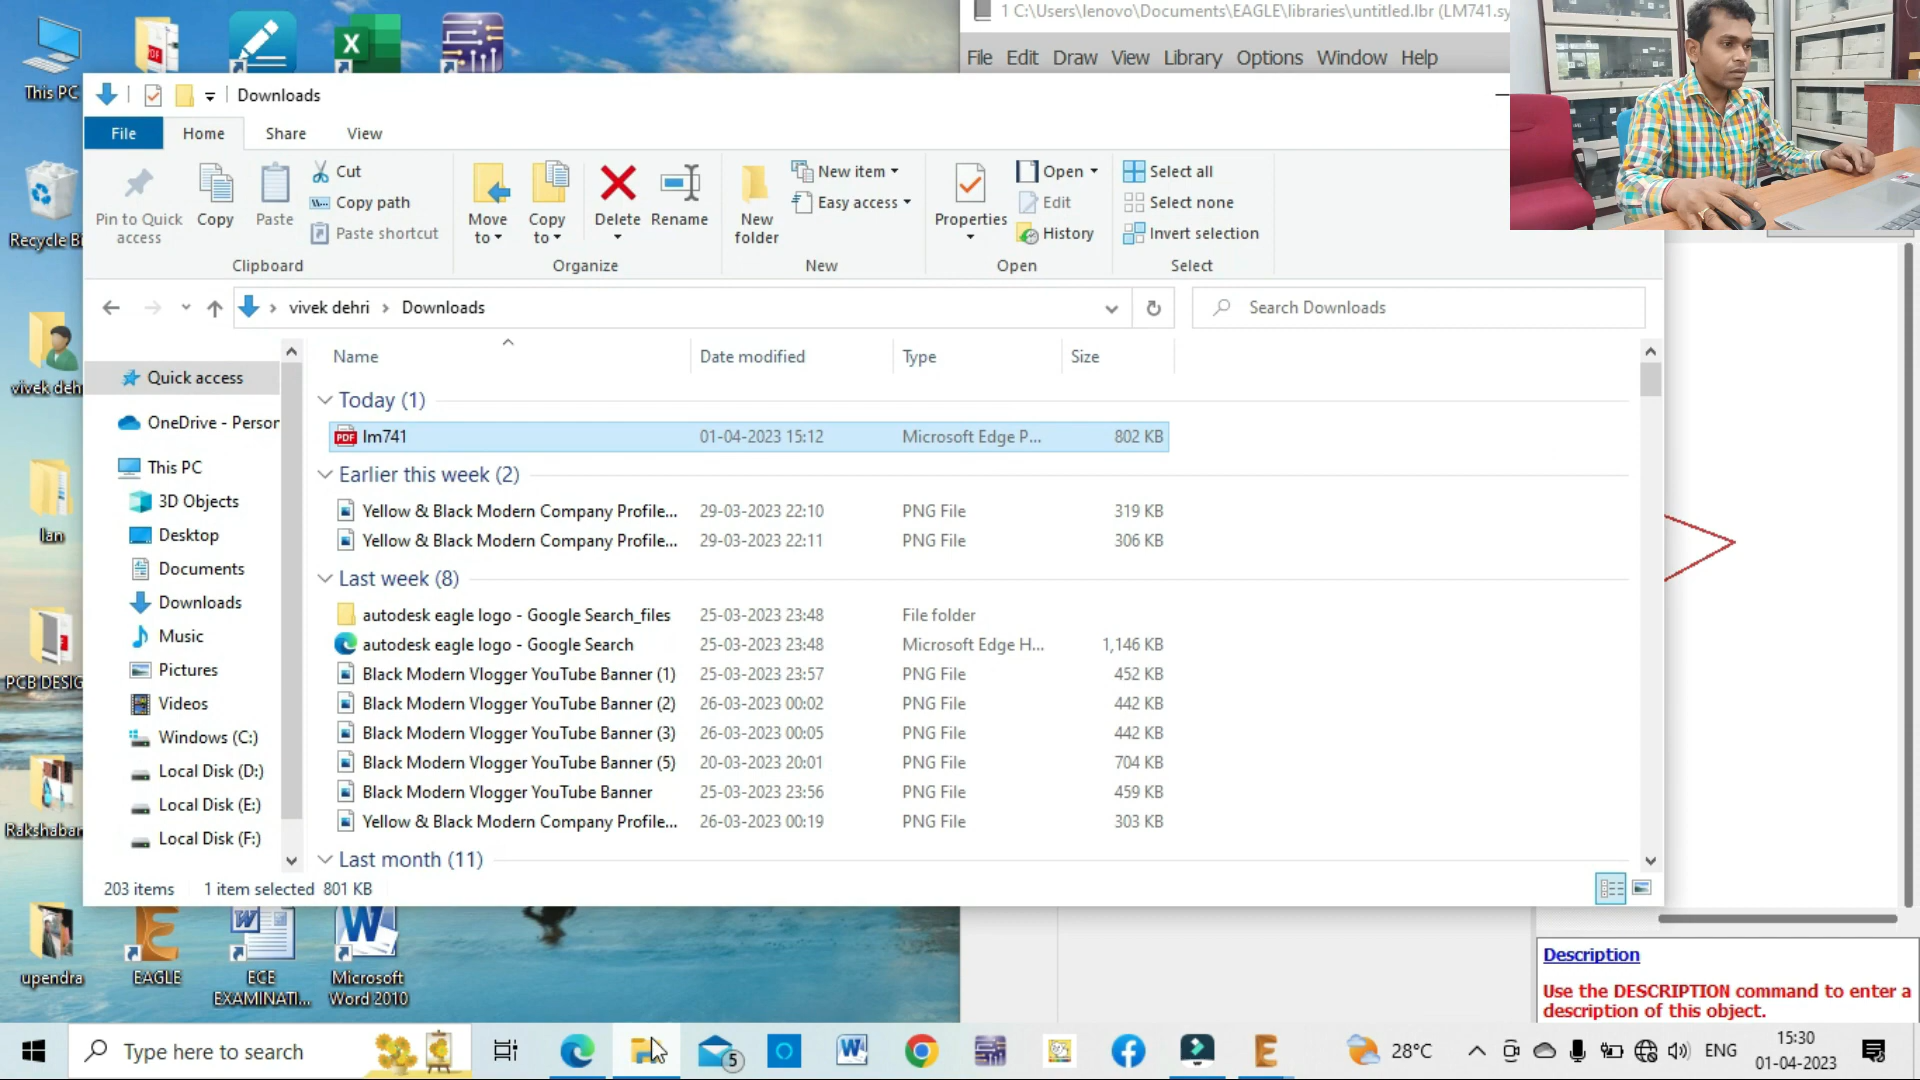 1 C:\Users\lenovo\Documents\EAGLE\libraries\untitled.lbr (LM741.sy
File Edit Draw View Library Options Window Help
This PC
Downloads
File Home Share View
Pin to Quick access
Copy
Paste
Cut
Copy path
Paste shortcut
Move to
Copy to
Delete
Rename
New folder
New item
Easy access
Properties
Open
Edit
History
Select all
Select none
Invert selection
Clipboard Organize New Open Select
Recycle Bi
vivek dehri > Downloads
Search Downloads
Name Date modified Type Size
vivek dehr
Quick access
OneDrive - Person
This PC
3D Objects
Desktop
Documents
Downloads
Music
Pictures
Videos
Windows (C:)
Local Disk (D:)
Local Disk (E:)
Local Disk (F:)
Today (1)
lm741 01-04-2023 15:12 Microsoft Edge P... 802 KB
Earlier this week (2)
Yellow & Black Modern Company Profile... 29-03-2023 22:10 PNG File 319 KB
Yellow & Black Modern Company Profile... 29-03-2023 22:11 PNG File 306 KB
Last week (8)
autodesk eagle logo - Google Search_files 25-03-2023 23:48 File folder
autodesk eagle logo - Google Search 25-03-2023 23:48 Microsoft Edge H... 1,146 KB
Black Modern Vlogger YouTube Banner (1) 25-03-2023 23:57 PNG File 452 KB
Black Modern Vlogger YouTube Banner (2) 26-03-2023 00:02 PNG File 442 KB
Black Modern Vlogger YouTube Banner (3) 26-03-2023 00:05 PNG File 442 KB
Black Modern Vlogger YouTube Banner (5) 20-03-2023 20:01 PNG File 704 KB
Black Modern Vlogger YouTube Banner 25-03-2023 23:56 PNG File 459 KB
Yellow & Black Modern Company Profile... 26-03-2023 00:19 PNG File 303 KB
Last month (11)
203 items 1 item selected 801 KB
lan
PCB DESIG
Rakshaban
upendra
EAGLE
ECE EXAMINATI...
Microsoft Word 2010
Description
Use the DESCRIPTION command to enter a
description of this object.
Type here to search
5
28°C
ENG
15:30
01-04-2023